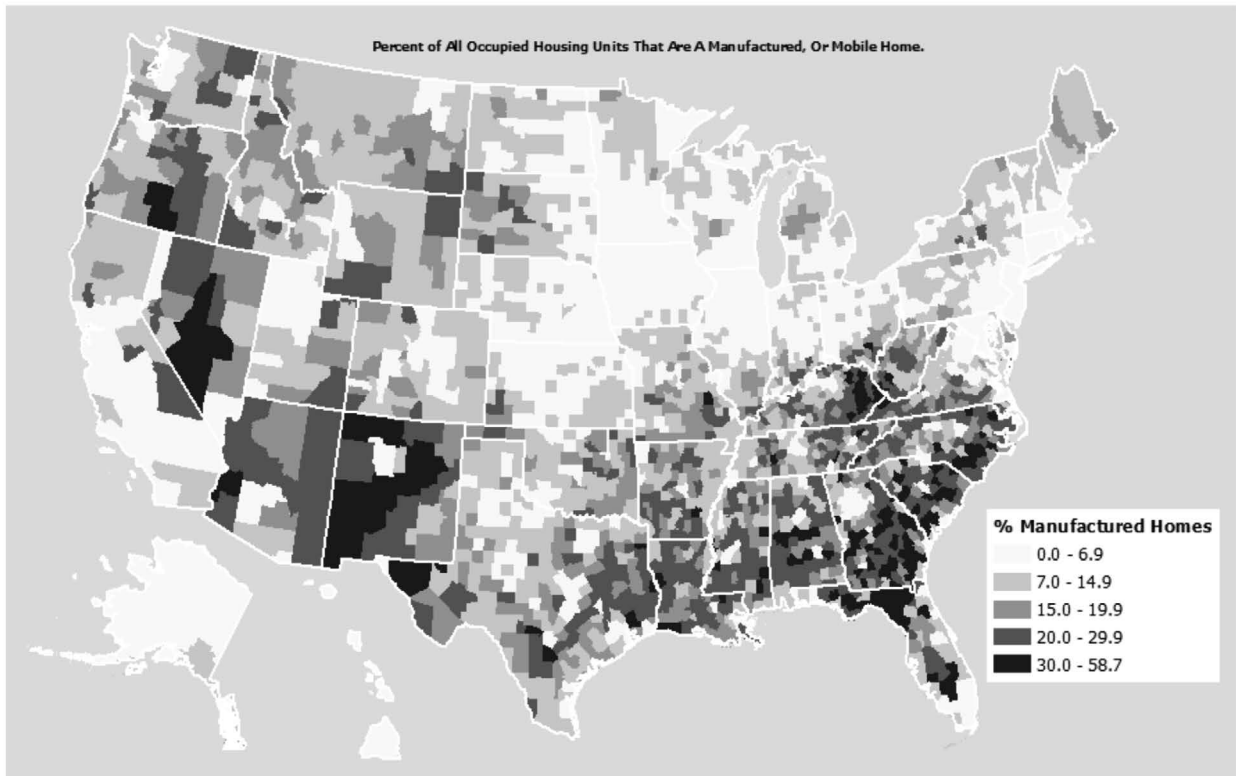 Percent of All Occupied Housing Units That Are A Manufactured, Or Mobile Home.
% Manufactured Homes
0.0 - 6.9
7.0 - 14.9
15.0 - 19.9
20.0 - 29.9
30.0 - 58.7